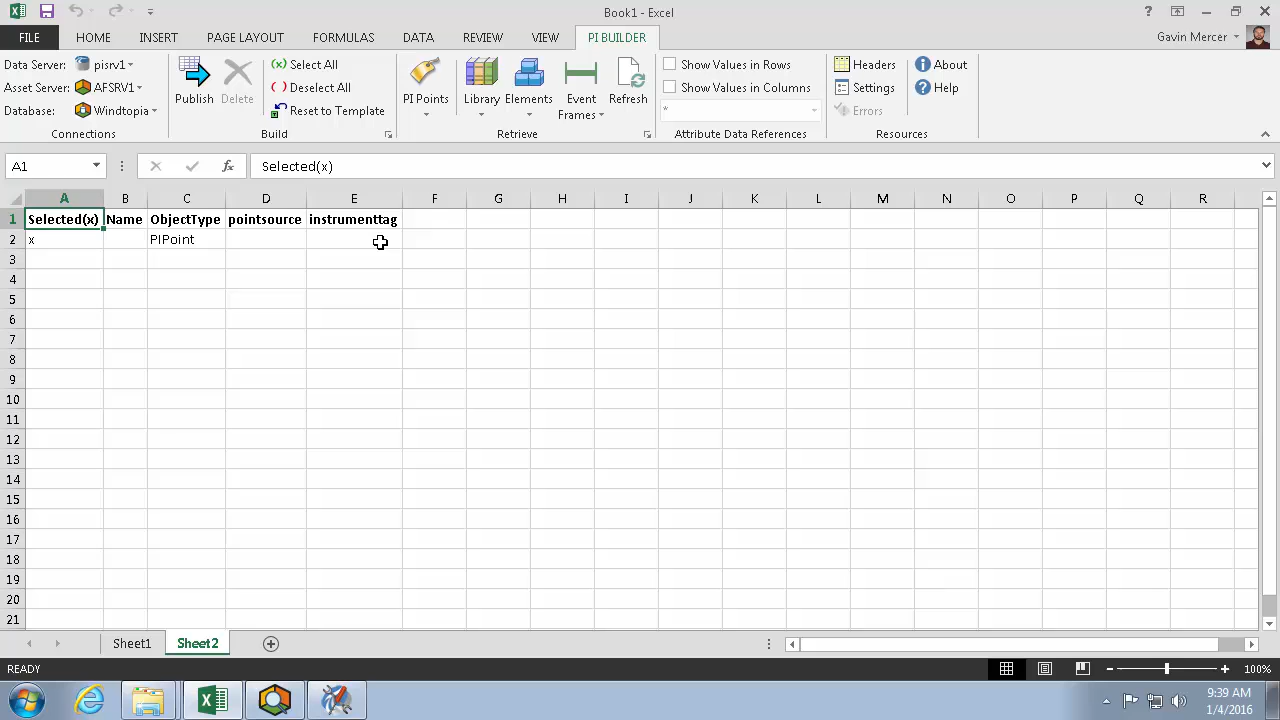 Book1 - Excel
?
FILE HOME INSERT PAGE LAYOUT FORMULAS DATA REVIEW VIEW PI BUILDER Gavin Mercer
Data Server: pisrv1
Asset Server: AFSRV1
Database: Windtopia
Connections
Publish
Delete
(x) Select All
( ) Deselect All
Reset to Template
Build
PI Points
Library
Elements
Event Frames
Refresh
Retrieve
Show Values in Rows
Show Values in Columns
*
Attribute Data References
Headers
Settings
Errors
About
Help
Resources
A1 fx Selected(x)
A B C D E F G H I J K L M N O P Q R
1 Selected(x) Name ObjectType pointsource instrumenttag
2 x PIPoint
3
4
5
6
7
8
9
10
11
12
13
14
15
16
17
18
19
20
21
Sheet1 Sheet2
READY 100%
9:39 AM
1/4/2016